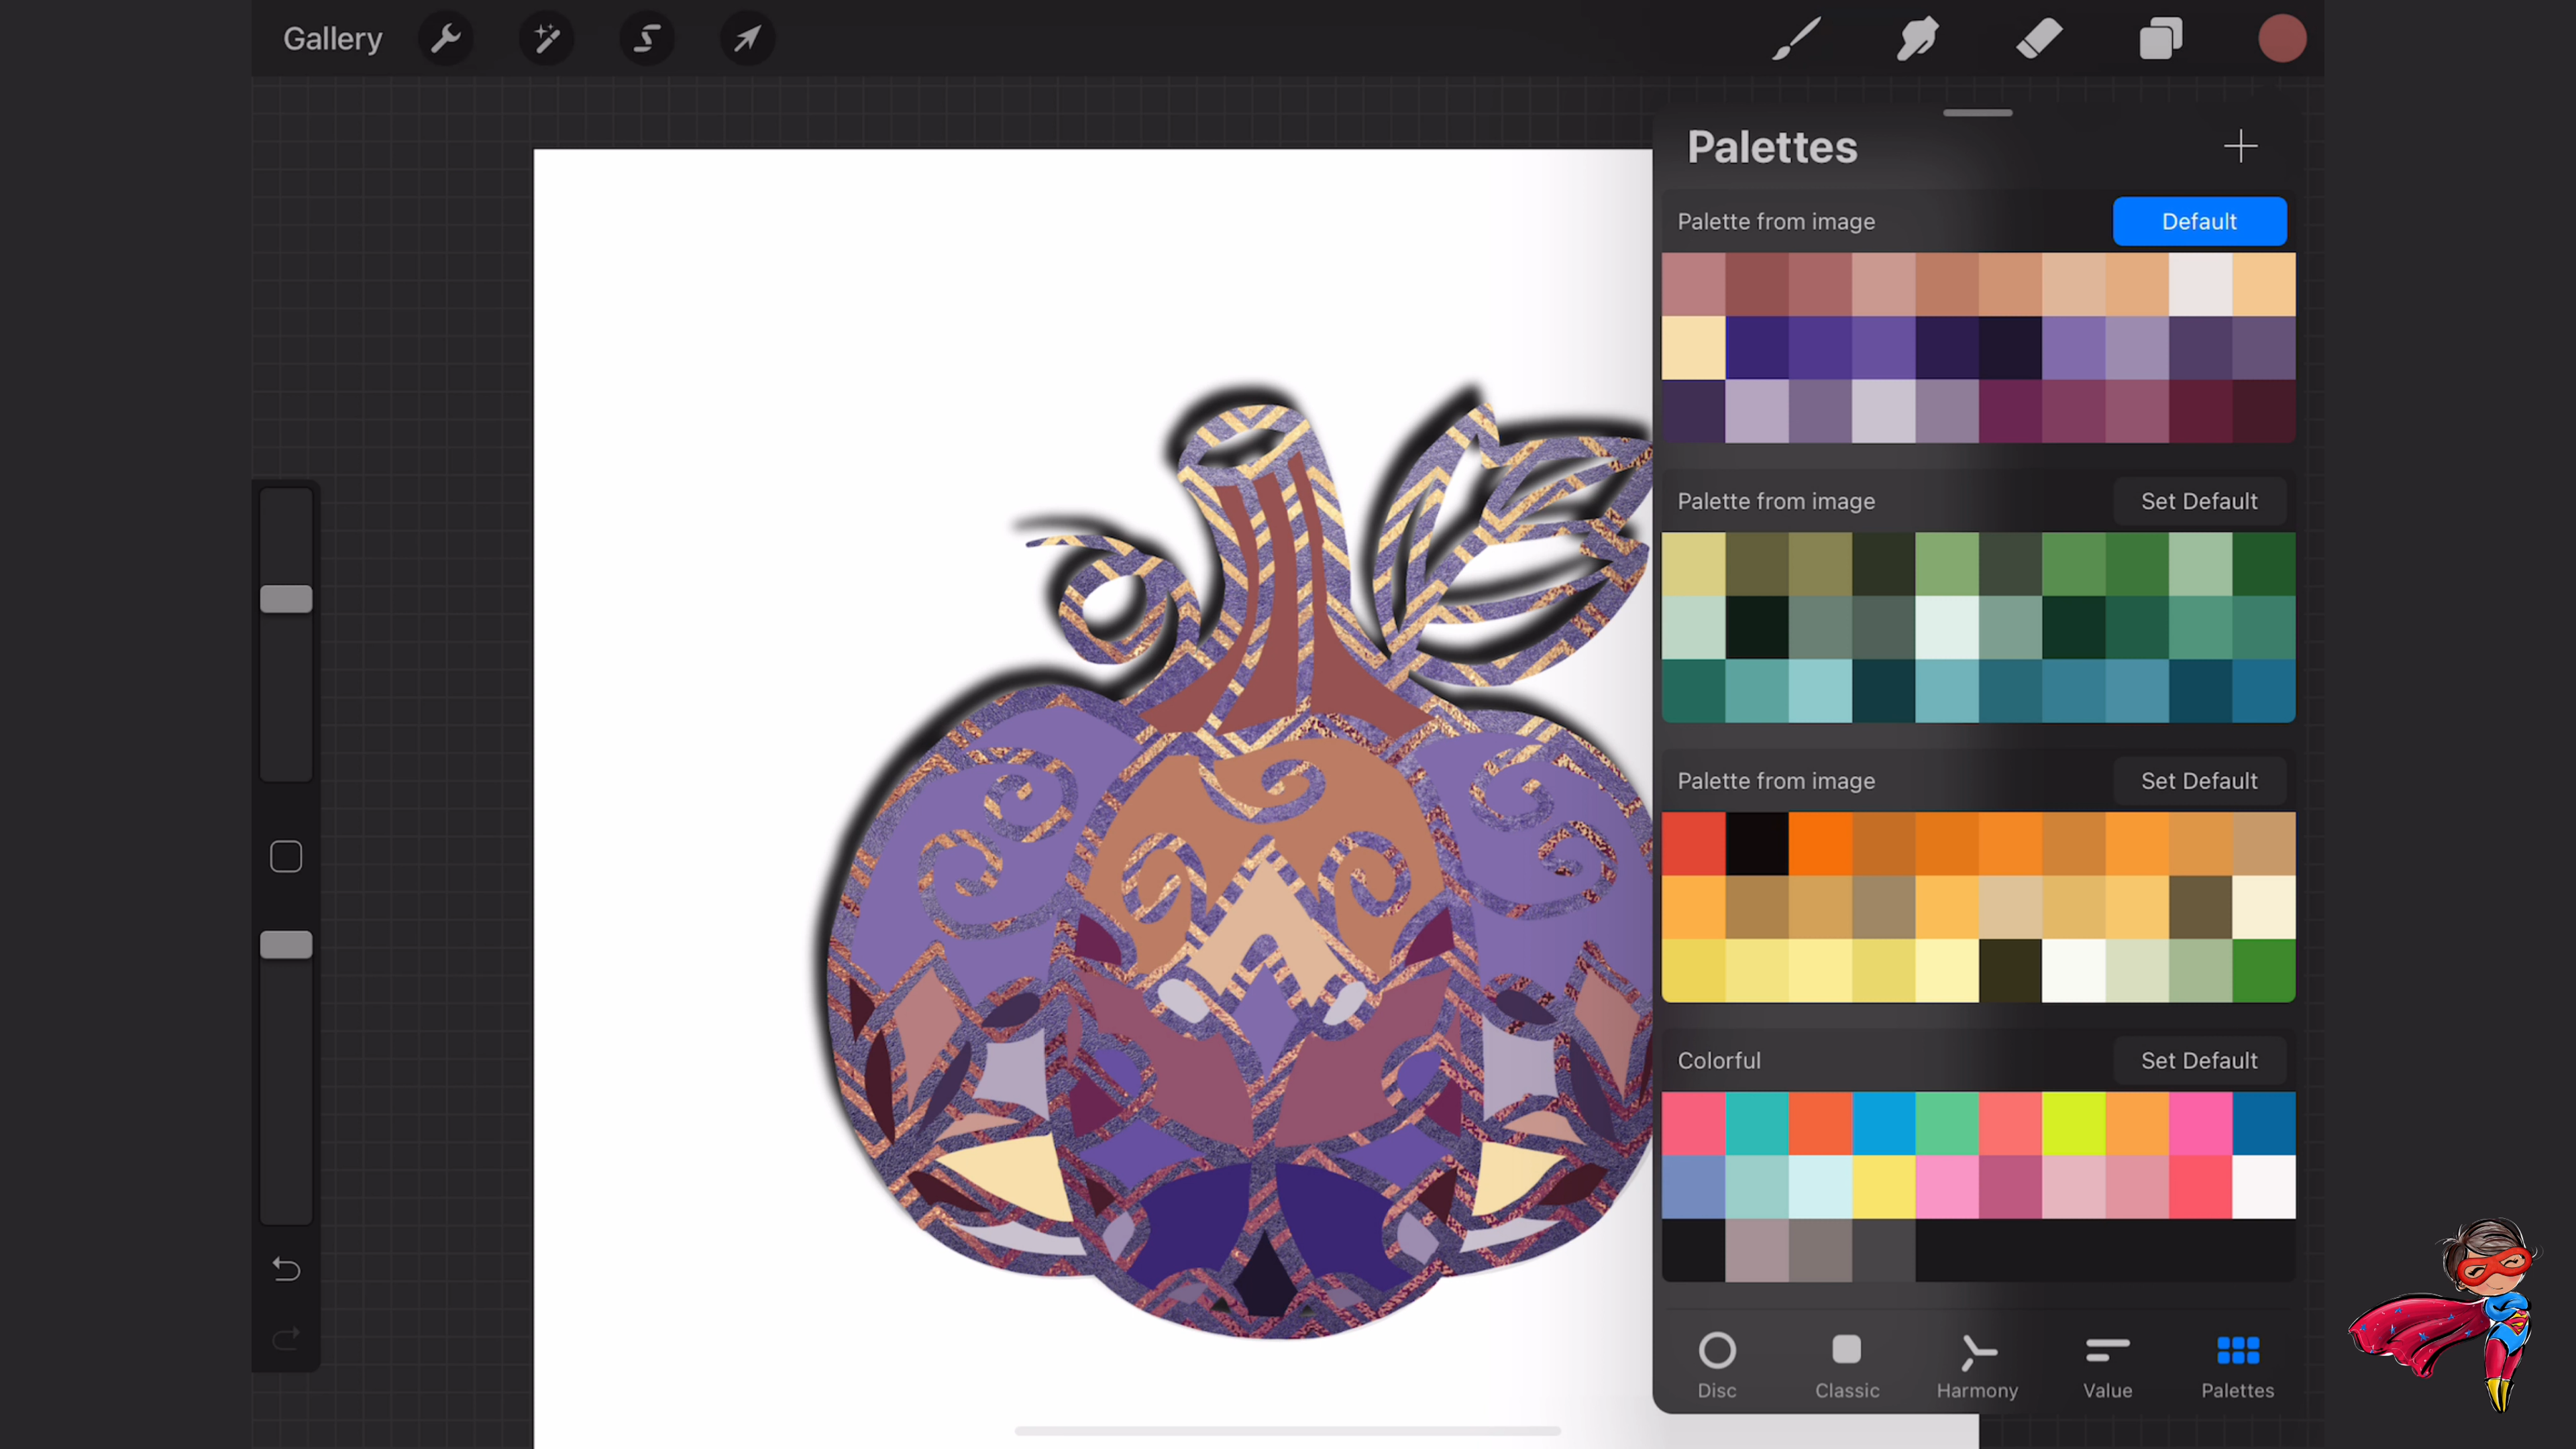 Gallery
Palettes
Palette from image
Default
Palette from image
Set Default
Palette from image
Set Default
Colorful
Set Default
Disc
Classic
Harmony
Value
Palettes